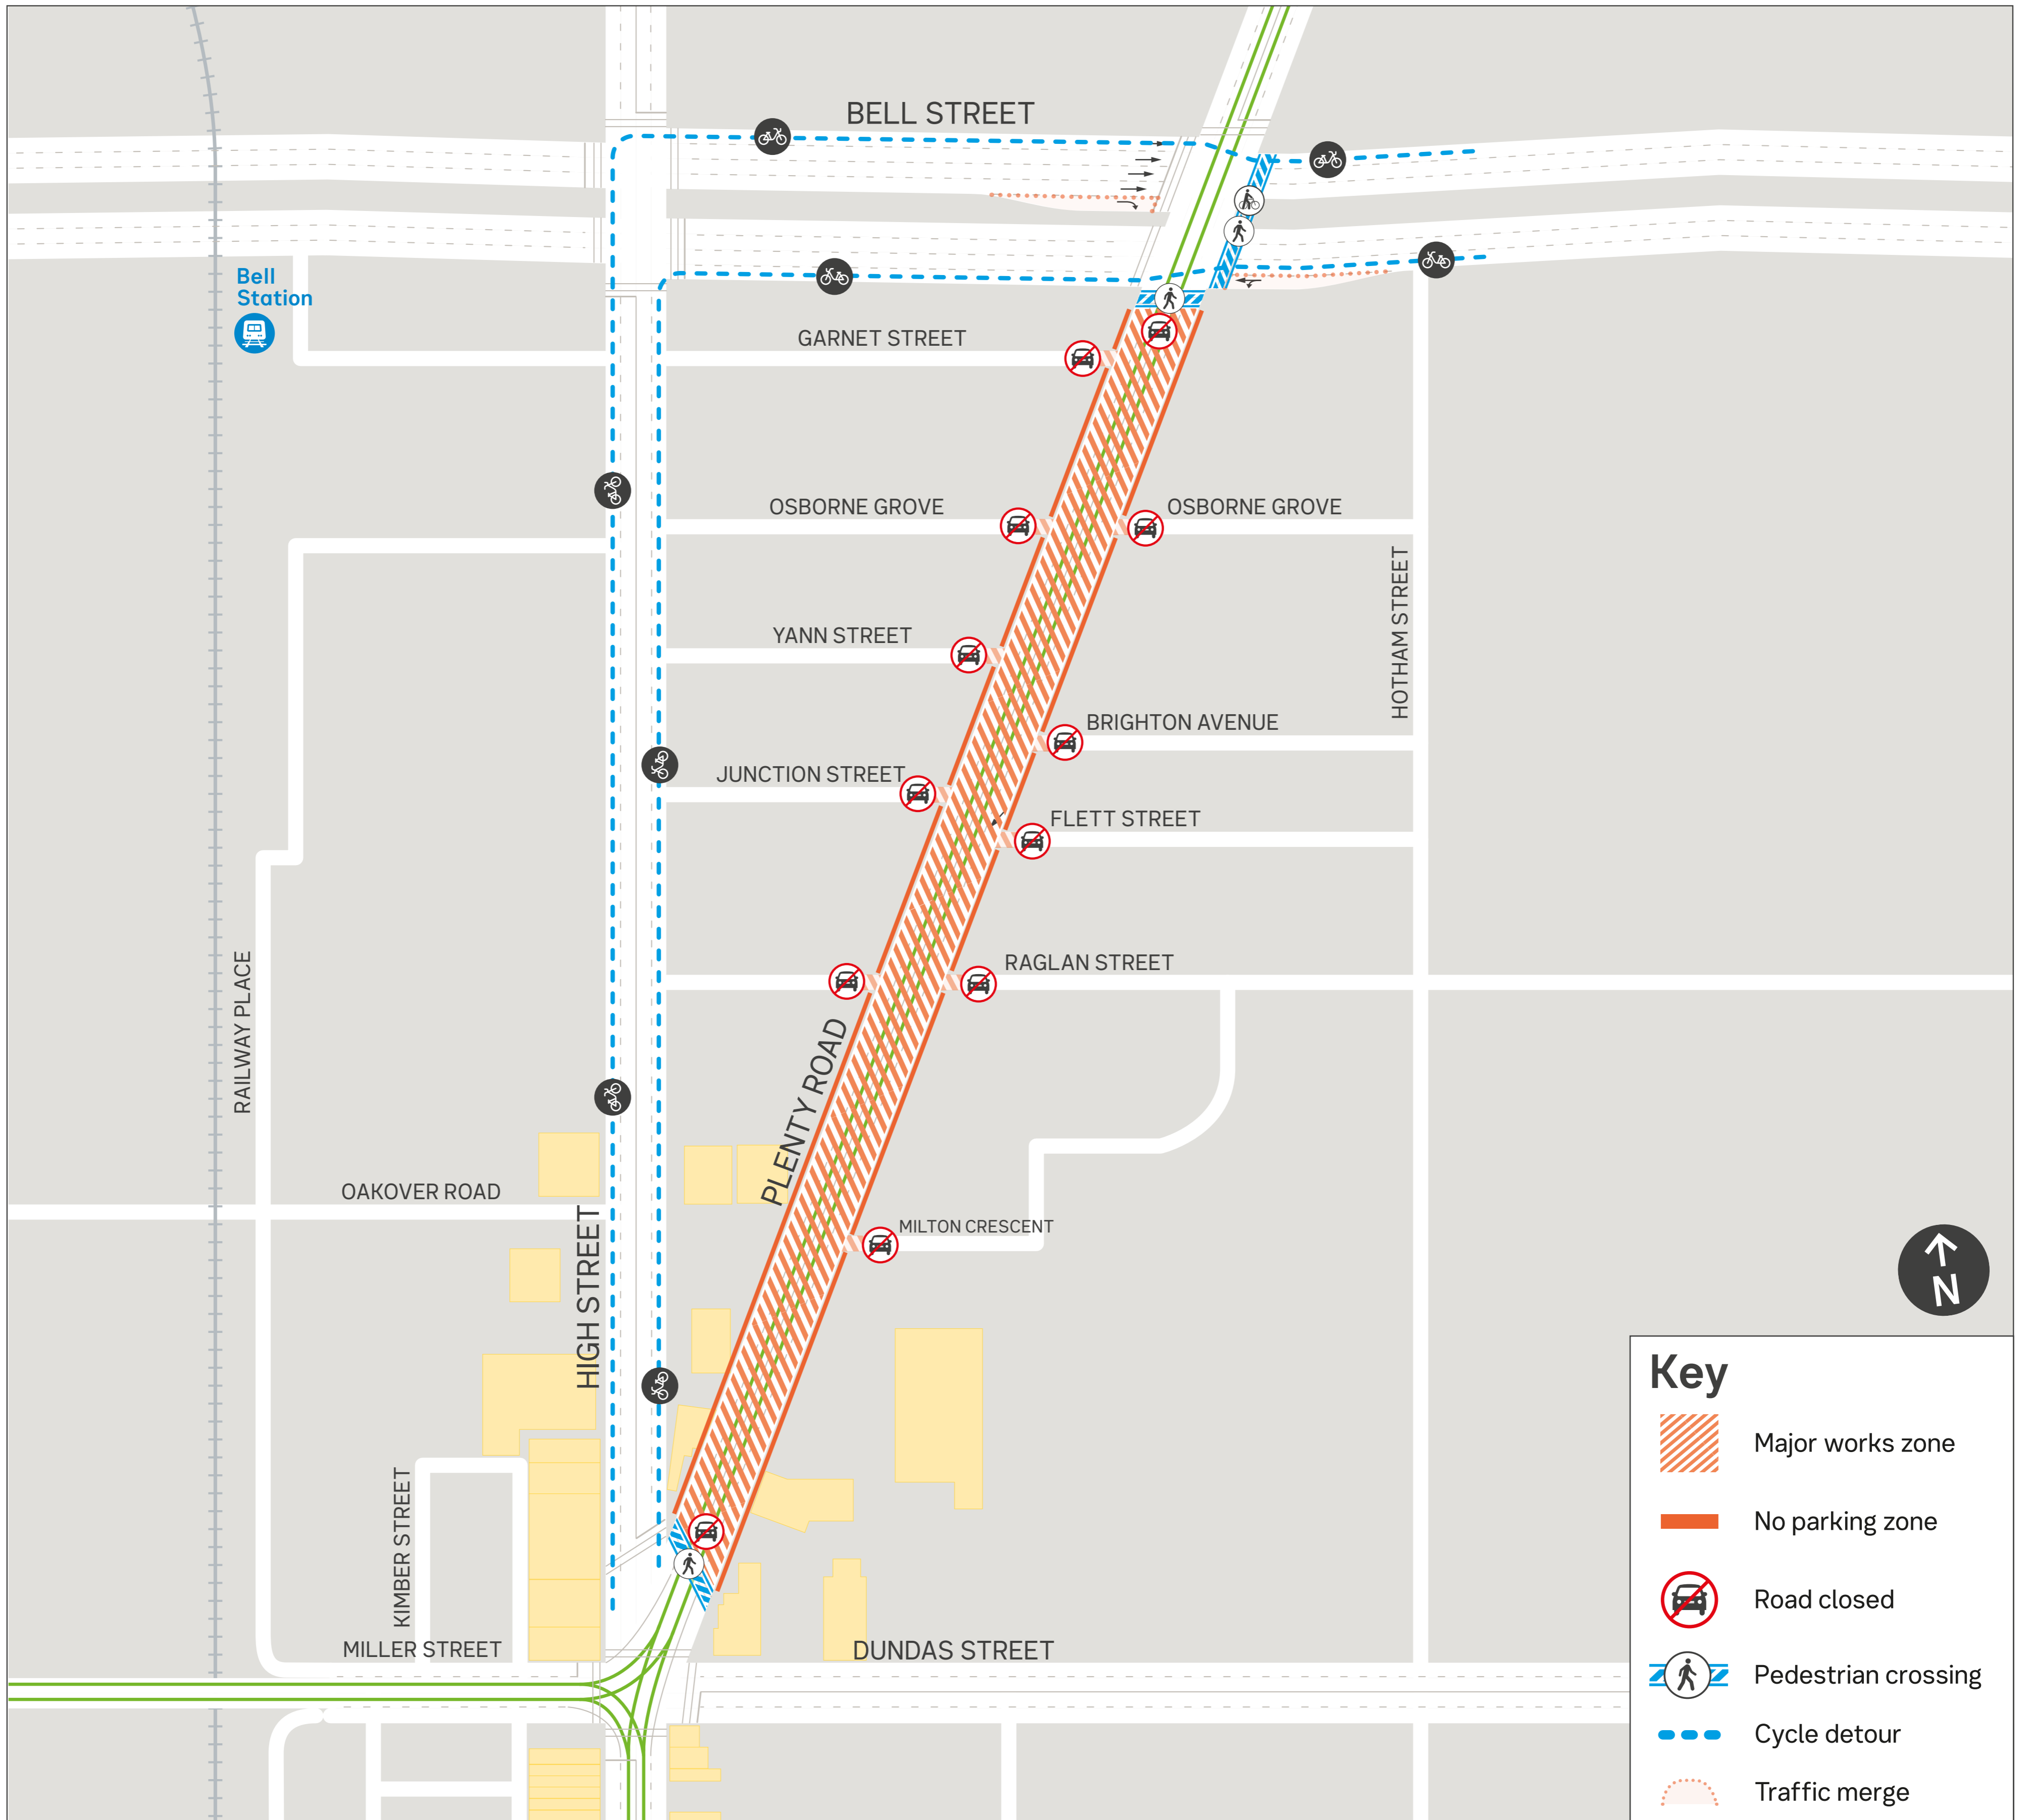 BELL STREET
Bell
Station
GARNET STREET
OSBORNE GROVE
OSBORNE GROVE
HOTHAM STREET
YANN STREET
BRIGHTON AVENUE
JUNCTION STREET
FLETT STREET
RAGLAN STREET
RAILWAY PLACE
PLENTY ROAD
OAKOVER ROAD
MILTON CRESCENT
HIGH STREET
N
KIMBER STREET
MILLER STREET
DUNDAS STREET
Key
Major works zone
No parking zone
Road closed
Pedestrian crossing
Cycle detour
Traffic merge